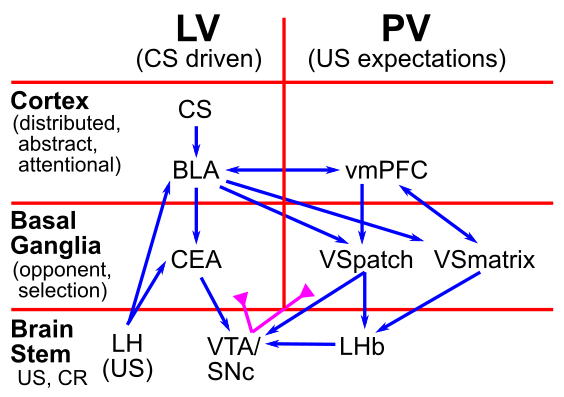 LV
PV
(CS driven)
(US expectations)
Cortex
(distributed,
abstract,
attentional)
CS
BLA
vmPFC
Basal
Ganglia
(opponent,
selection)
CEA
VSpatch
VSmatrix
Brain
Stem
US, CR
LH
(US)
VTA/
SNc
LHb